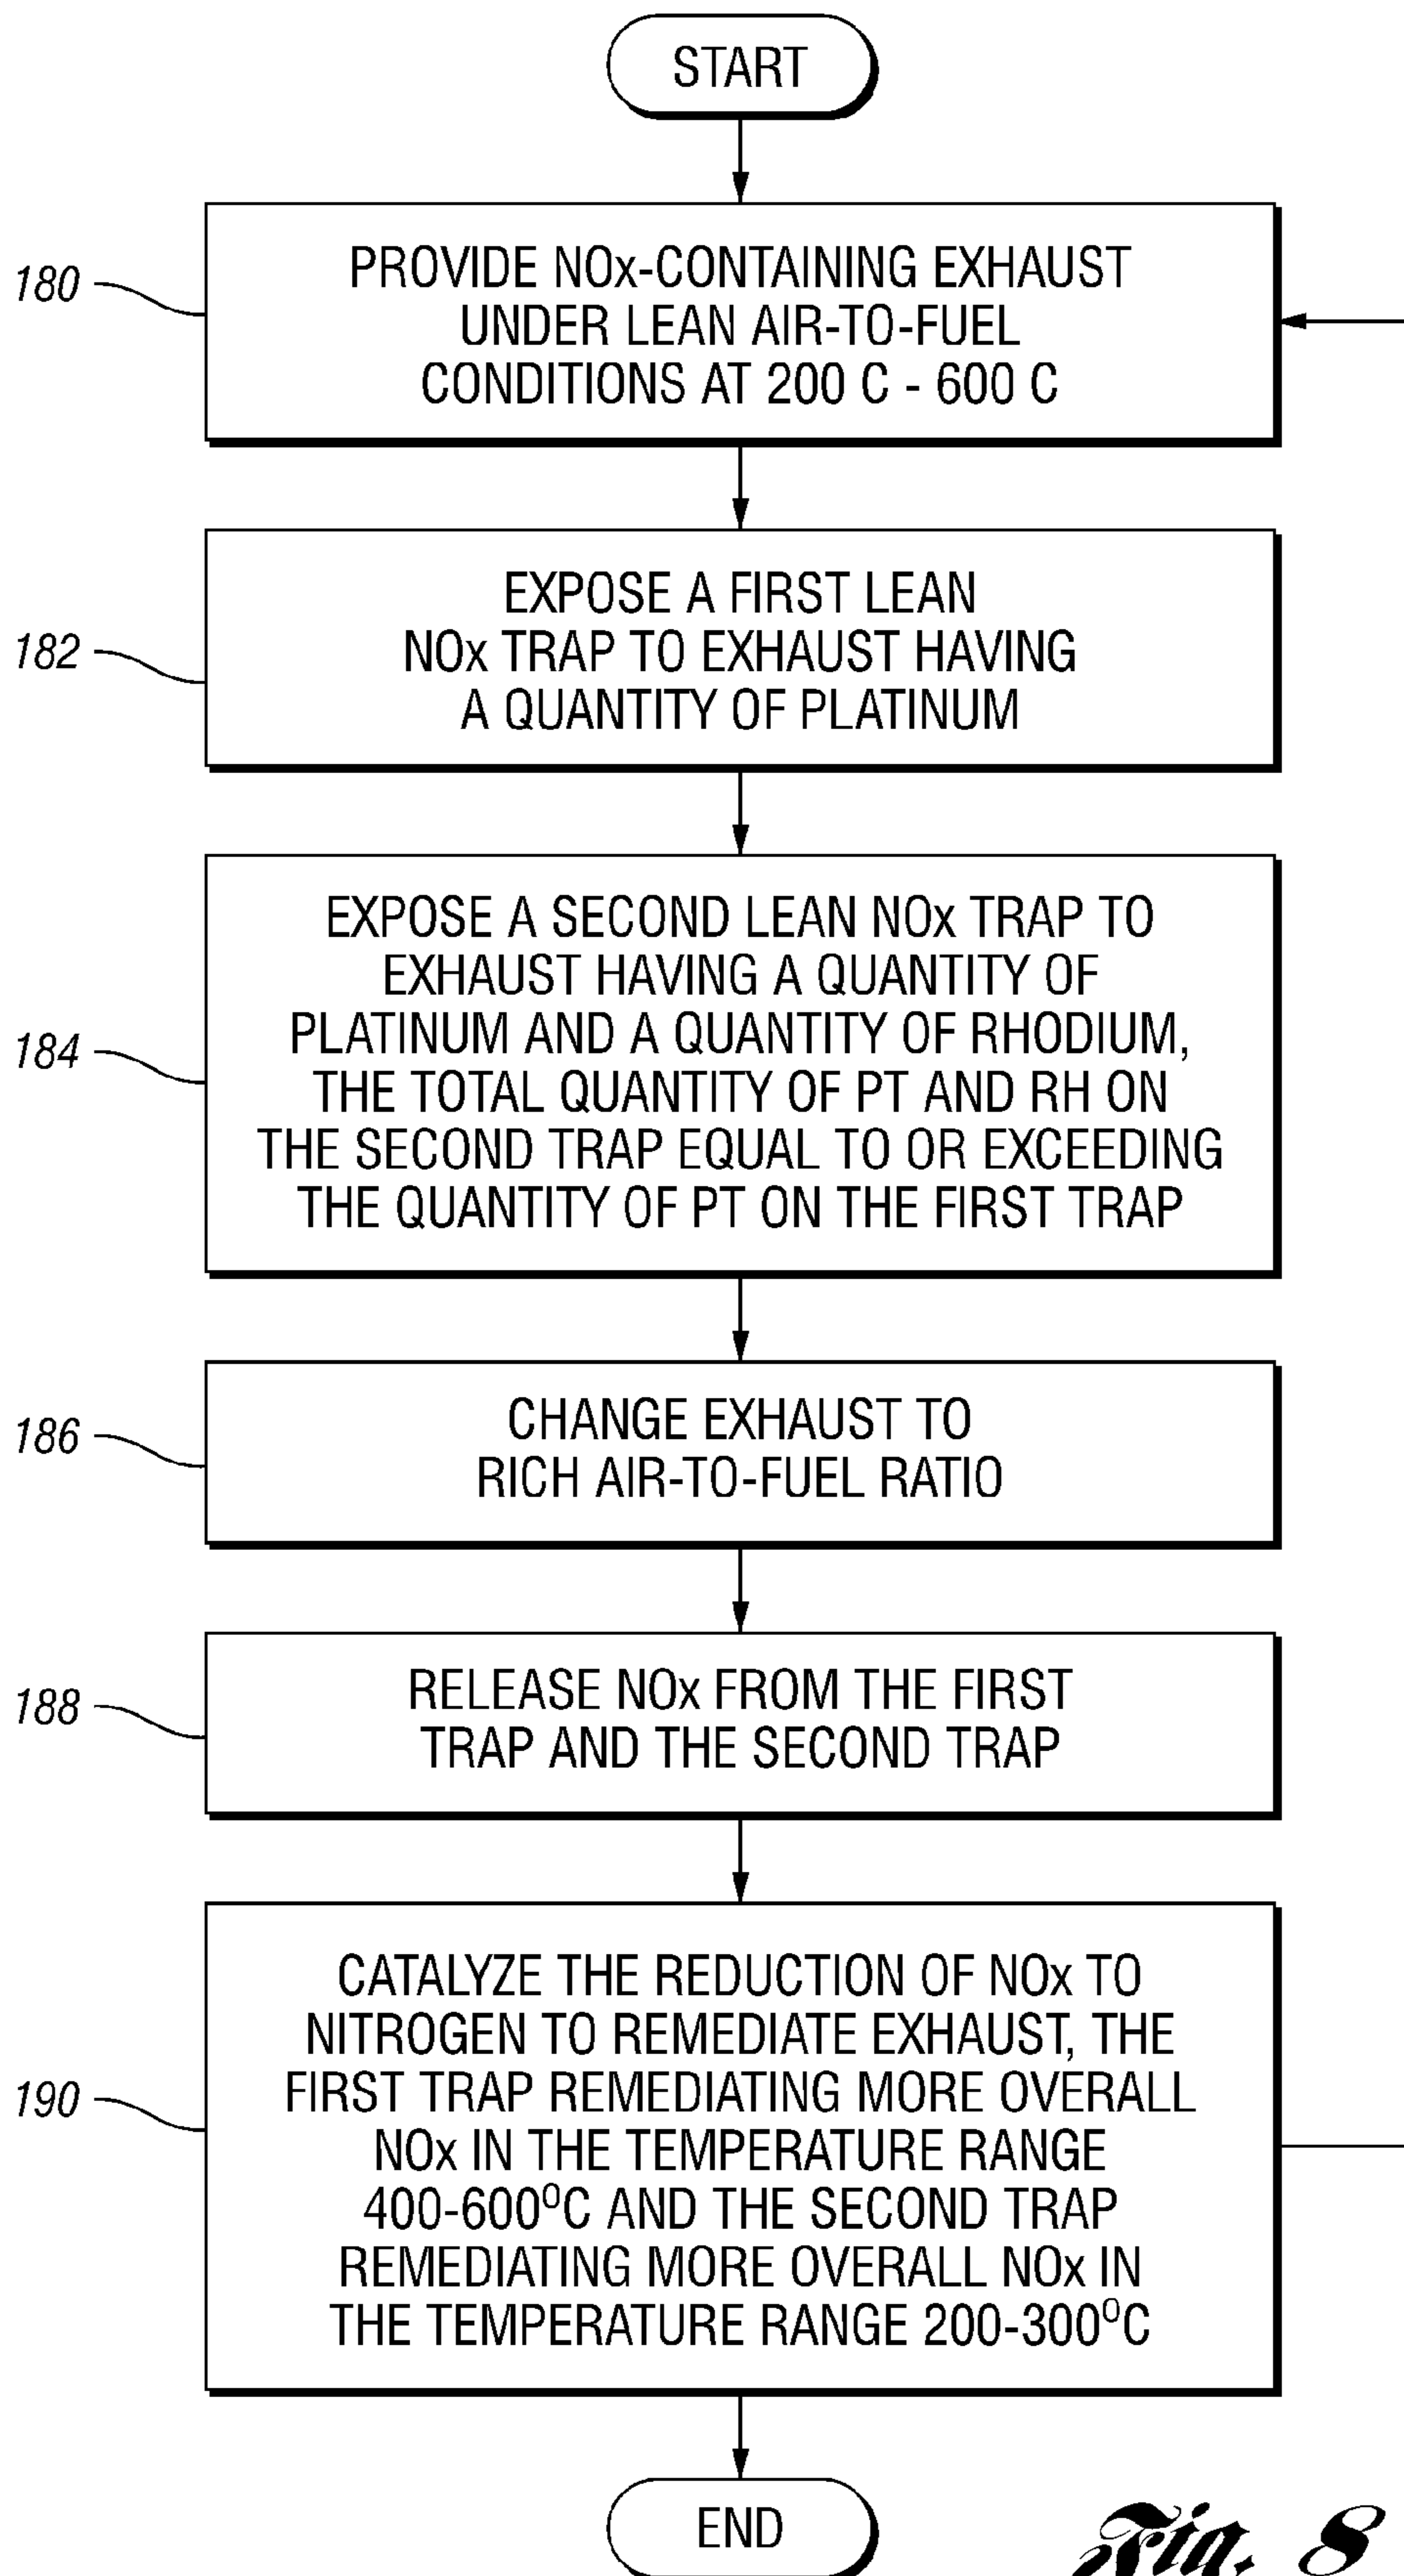 START
180
PROVIDE NOx-CONTAINING EXHAUST
UNDER LEAN AIR-TO-FUEL
CONDITIONS AT 200 C - 600 C
182
EXPOSE A FIRST LEAN
NOx TRAP TO EXHAUST HAVING
A QUANTITY OF PLATINUM
184
EXPOSE A SECOND LEAN NOx TRAP TO
EXHAUST HAVING A QUANTITY OF
PLATINUM AND A QUANTITY OF RHODIUM,
THE TOTAL QUANTITY OF PT AND RH ON
THE SECOND TRAP EQUAL TO OR EXCEEDING
THE QUANTITY OF PT ON THE FIRST TRAP
186
CHANGE EXHAUST TO
RICH AIR-TO-FUEL RATIO
188
RELEASE NOx FROM THE FIRST
TRAP AND THE SECOND TRAP
190
CATALYZE THE REDUCTION OF NOx TO
NITROGEN TO REMEDIATE EXHAUST, THE
FIRST TRAP REMEDIATING MORE OVERALL
NOx IN THE TEMPERATURE RANGE
400-600⁰C AND THE SECOND TRAP
REMEDIATING MORE OVERALL NOx IN
THE TEMPERATURE RANGE 200-300⁰C
END
Fig. 8